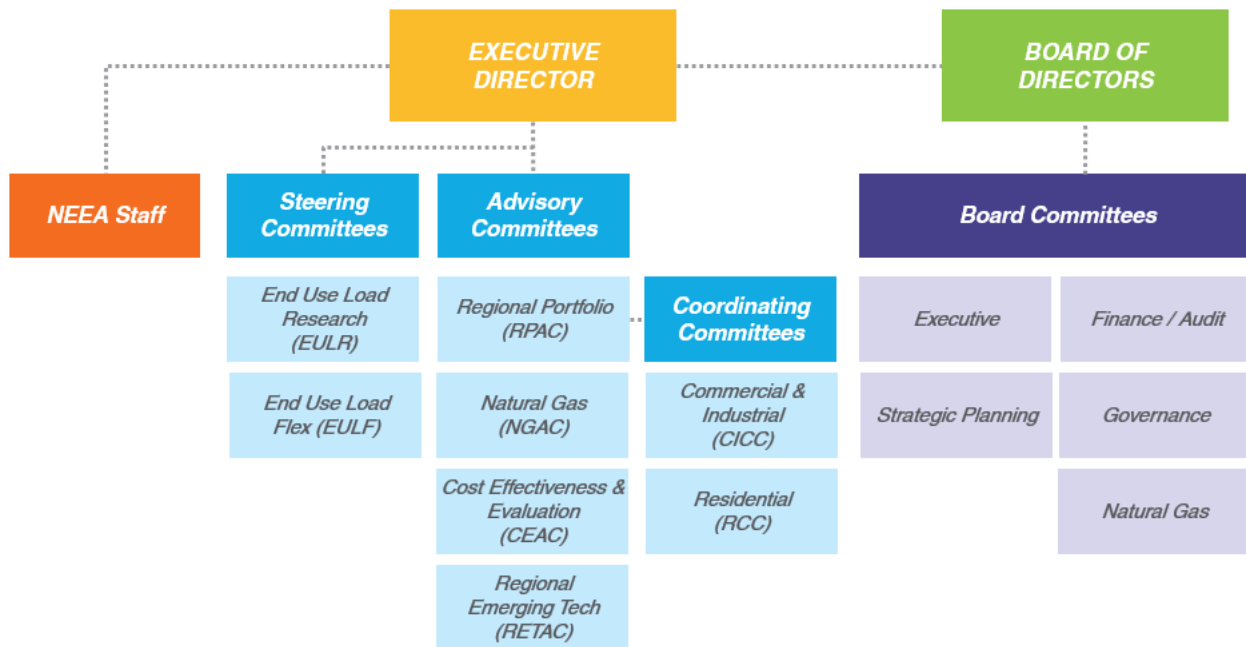 EXECUTIVE
DIRECTOR
BOARD OF
DIRECTORS
NEEA Staff
Steering
Committees
Advisory
Committees
Board Committees
End Use Load
Research
(EULR)
End Use Load
Flex (EULF)
Regional Portfolio
(RPAC)
Natural Gas
(NGAC)
Cost Effectiveness &
Evaluation
(CEAC)
Regional
Emerging Tech
(RETAC)
Coordinating
Committees
Commercial &
Industrial
(CICC)
Residential
(RCC)
Executive
Finance / Audit
Strategic Planning
Governance
Natural Gas